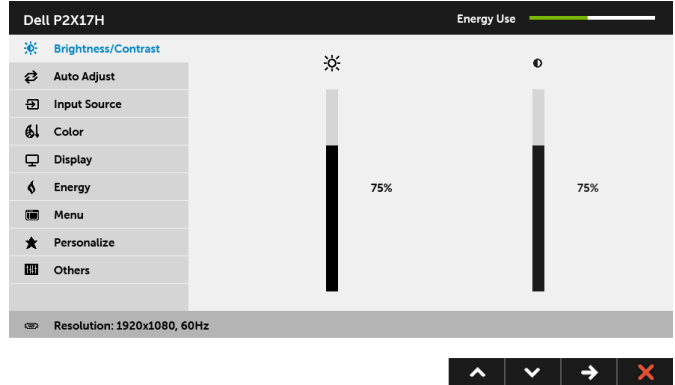 Dell P2X17H
Energy Use
Brightness/Contrast
Auto Adjust
Input Source
Color
Display
Energy
Menu
Personalize
Others
75%
75%
Resolution: 1920x1080, 60Hz